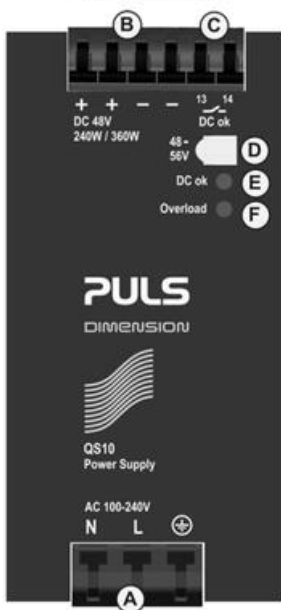 B C
+ + − − 13 14
DC 48V DC ok
240W / 360W
48-
56V D
DC ok E
Overload F
PULS
DIMENSION
QS10
Power Supply
AC 100-240V
N L
A